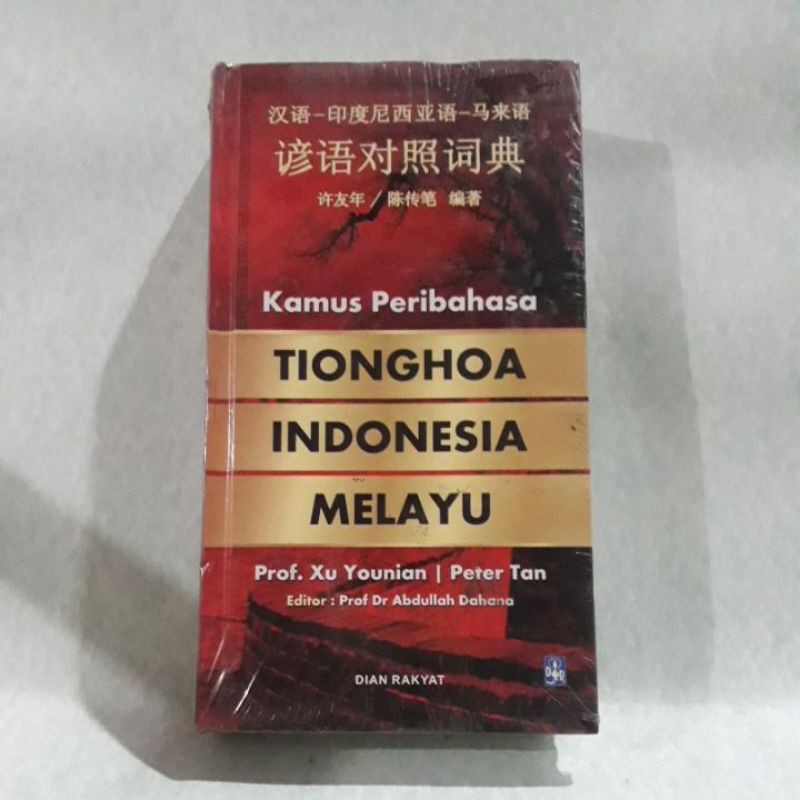 汉语-印度尼西亚语-马来语
谚语对照词典
许友年/陈传笔 编著
Kamus Peribahasa
TIONGHOA
INDONESIA
MELAYU
Prof. Xu Younian | Peter Tan
Editor : Prof Dr Abdullah Dahana
DIAN RAKYAT